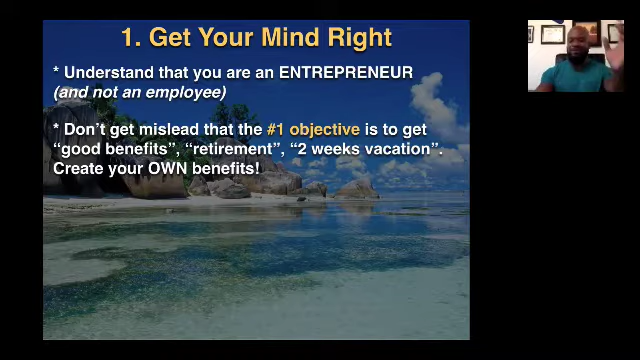 1. Get Your Mind Right
* Understand that you are an ENTREPRENEUR
(and not an employee)
* Don't get mislead that the #1 objective is to get
“good benefits”, “retirement”, “2 weeks vacation”.
Create your OWN benefits!